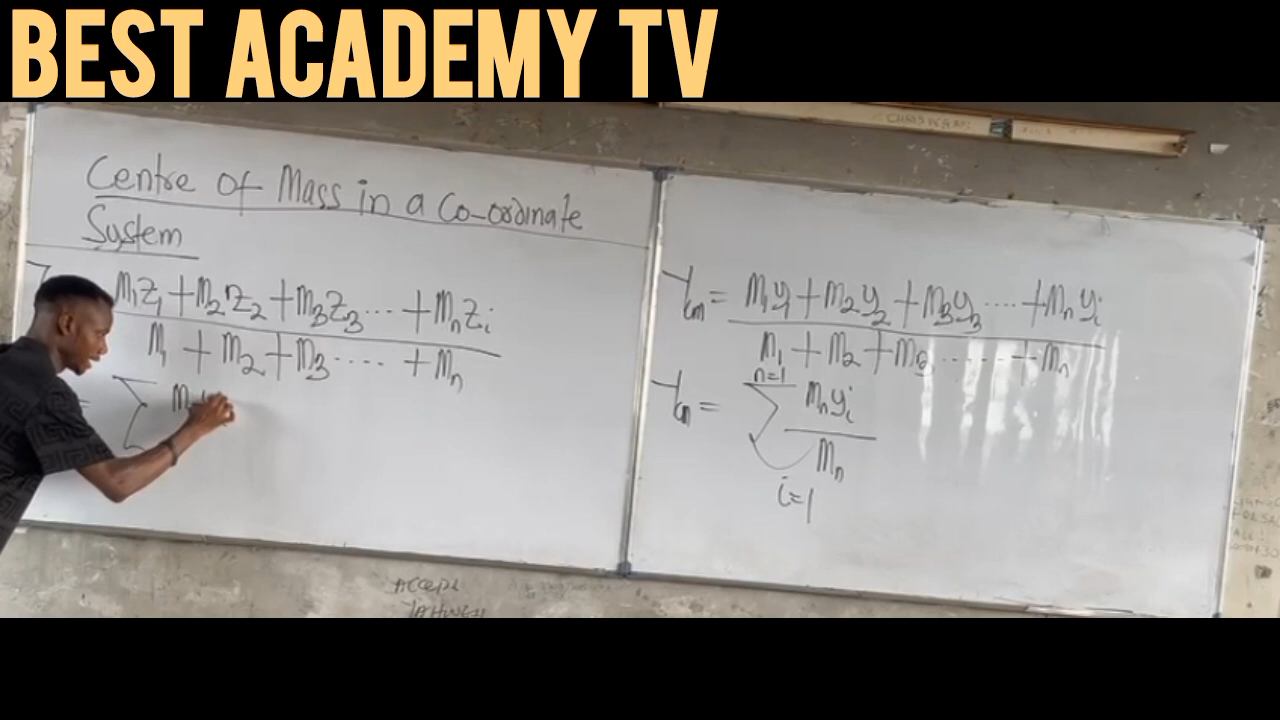 BEST ACADEMY TV
Centre of Mass in a Co-ordinate
System
m₁z₁ + m₂z₂ + m₃z₃ .... + mₙzᵢ
m₁ + m₂ + m₃ .... + mₙ
= Σ m
Ycm = m₁y₁ + m₂y₂ + m₃y₃ .... + mₙyᵢ
m₁ + m₂ + m₃ ..... + mₙ
n=1
Ycm = Σ mₙyᵢ
mₙ
i=1
ACCEPT